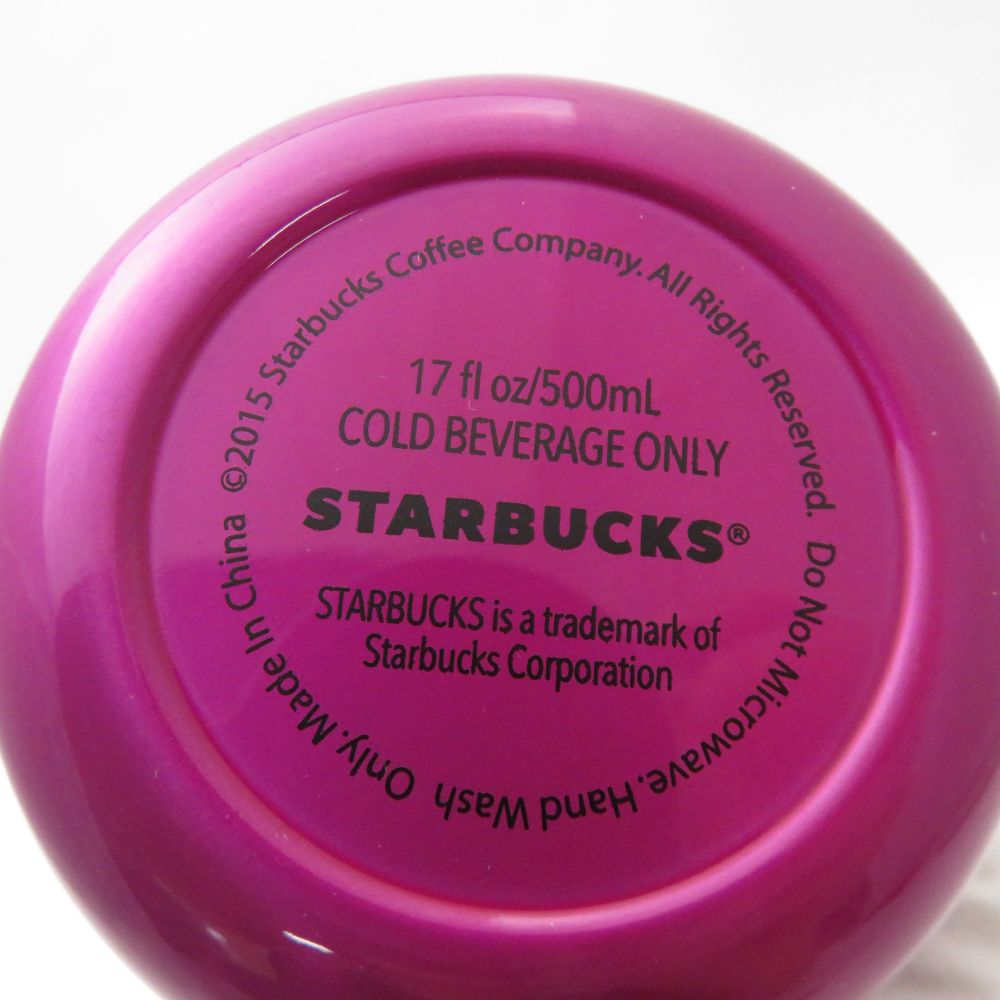 ©2015 Starbucks Coffee Company. All Rights Reserved. Do Not Microwave. Hand Wash Only. Made In China
17 fl oz/500mL
COLD BEVERAGE ONLY
STARBUCKS®
STARBUCKS is a trademark of
Starbucks Corporation